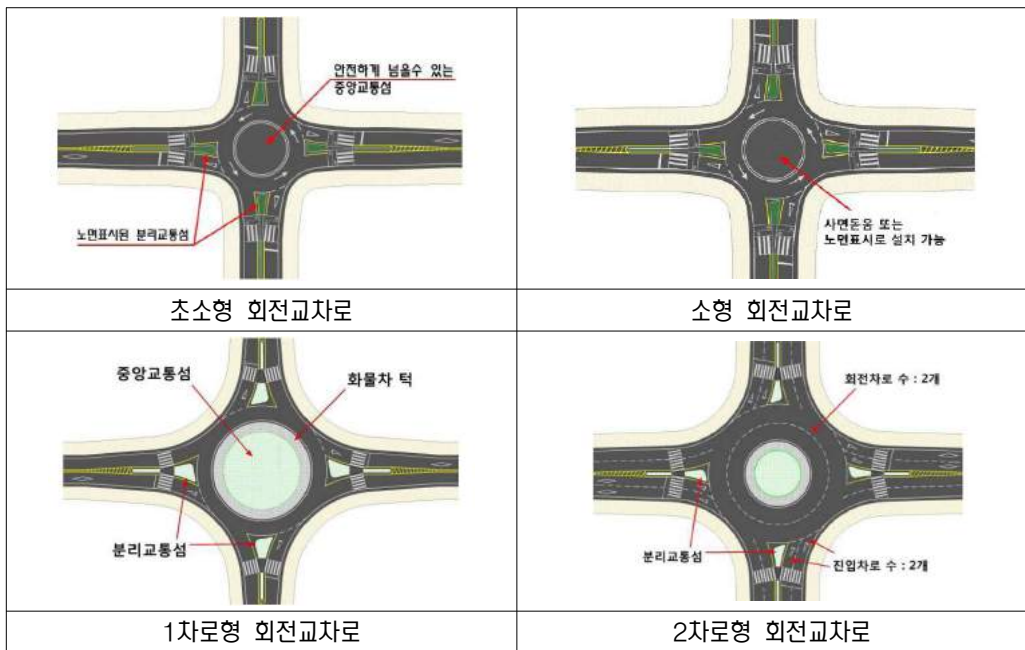 안전하게 넘을수 있는
중앙교통섬
노면표시된 분리교통섬
초소형 회전교차로
사면돋움 또는
노면표시로 설치 가능
소형 회전교차로
중앙교통섬
화물차 턱
분리교통섬
1차로형 회전교차로
회전차로 수 : 2개
분리교통섬
진입차로 수 : 2개
2차로형 회전교차로